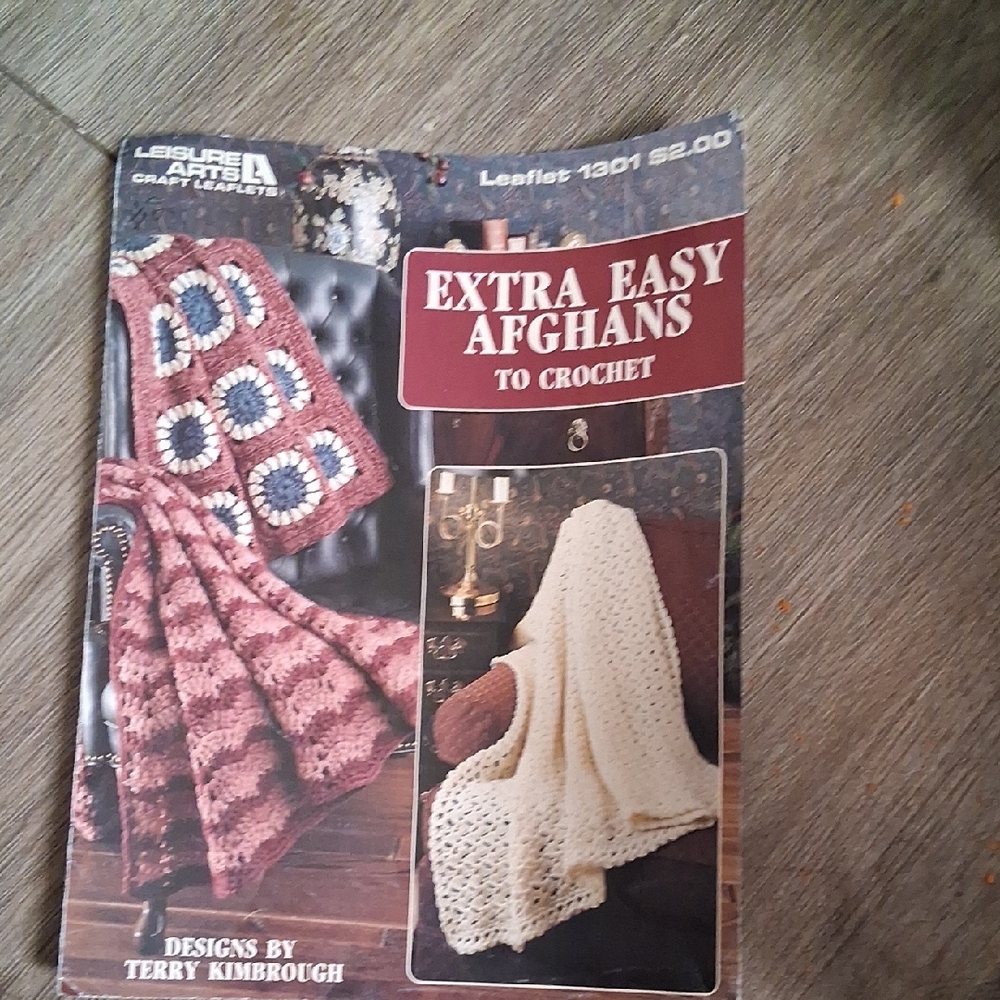 LEISURE
ARTS
CRAFT LEAFLETS
Leaflet 1301 $2.00
EXTRA EASY
AFGHANS
TO CROCHET
DESIGNS BY
TERRY KIMBROUGH